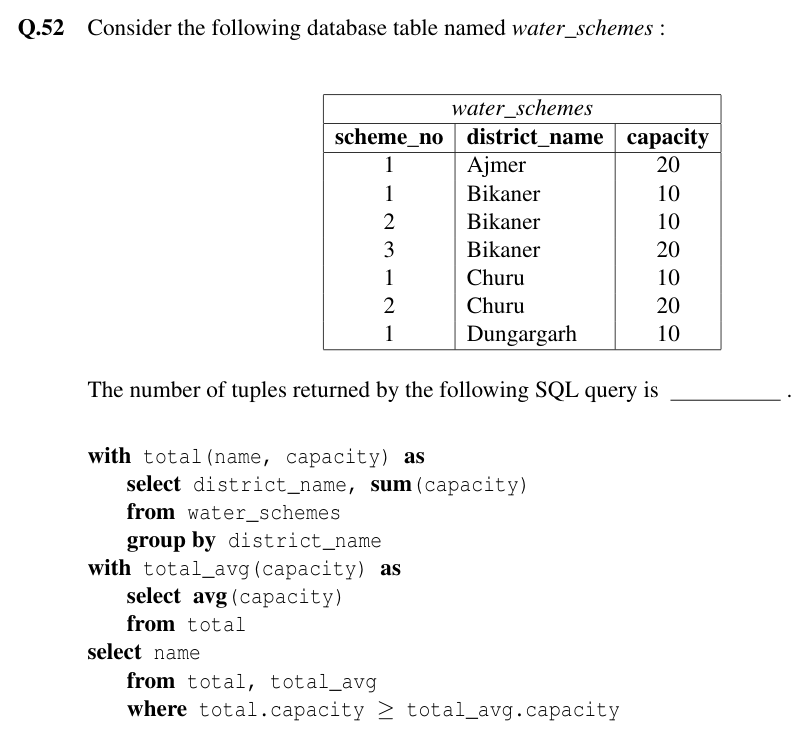 Q.52 Consider the following database table named water_schemes :
water_schemes
scheme_no district_name capacity
1 Ajmer 20
1 Bikaner 10
2 Bikaner 10
3 Bikaner 20
1 Churu 10
2 Churu 20
1 Dungargarh 10
The number of tuples returned by the following SQL query is __________ .
with total(name, capacity) as
select district_name, sum(capacity)
from water_schemes
group by district_name
with total_avg(capacity) as
select avg(capacity)
from total
select name
from total, total_avg
where total.capacity ≥ total_avg.capacity